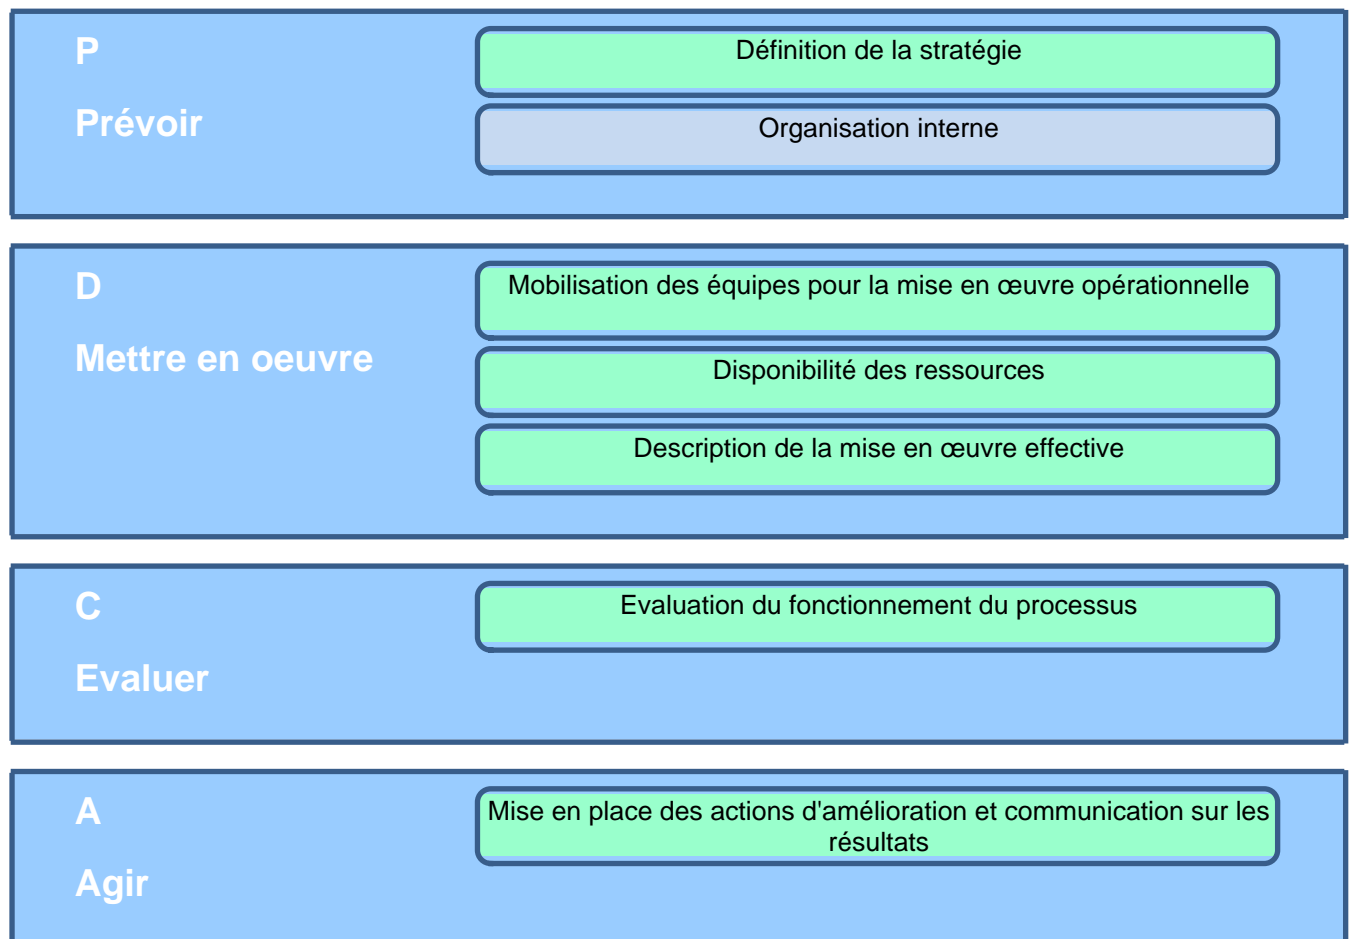 P
Prévoir
Définition de la stratégie
Organisation interne
D
Mettre en oeuvre
Mobilisation des équipes pour la mise en œuvre opérationnelle
Disponibilité des ressources
Description de la mise en œuvre effective
C
Evaluer
Evaluation du fonctionnement du processus
A
Agir
Mise en place des actions d'amélioration et communication sur les
résultats